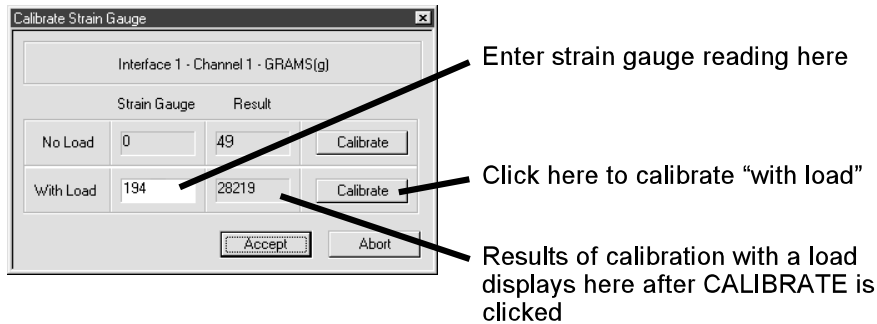 Calibrate Strain Gauge
Interface 1 - Channel 1 - GRAMS(g)
Strain Gauge Result
No Load 0 49 Calibrate
With Load 194 28219 Calibrate
Accept Abort
Enter strain gauge reading here
Click here to calibrate “with load”
Results of calibration with a load
displays here after CALIBRATE is
clicked